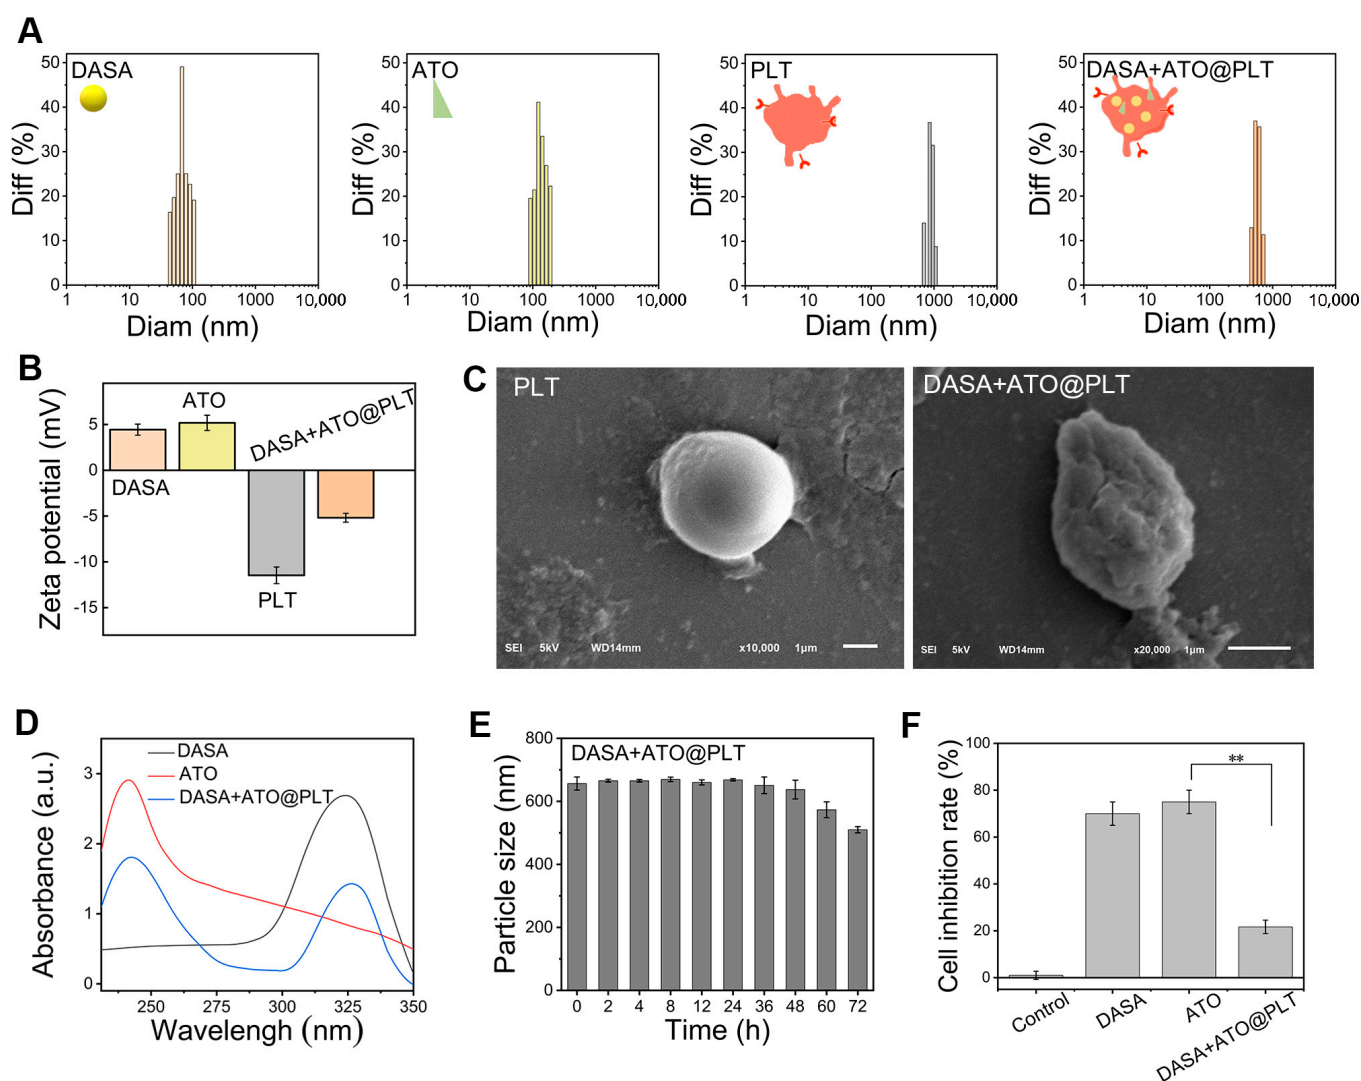 A
DASA
50
40
30
20
10
0
Diff (%)
1 10 100 1000 10,000
Diam (nm)
ATO
50
40
30
20
10
0
Diff (%)
1 10 100 1000 10,000
Diam (nm)
PLT
50
40
30
20
10
0
Diff (%)
1 10 100 1000 10,000
Diam (nm)
DASA+ATO@PLT
50
40
30
20
10
0
Diff (%)
1 10 100 1000 10,000
Diam (nm)
B
Zeta potential (mV)
5
0
-5
-10
-15
ATO
DASA+ATO@PLT
DASA
PLT
C
PLT
SEI 5kV WD14mm x10,000 1μm
DASA+ATO@PLT
SEI 5kV WD14mm x20,000 1μm
D
Absorbance (a.u.)
3
2
1
0
DASA
ATO
DASA+ATO@PLT
250 275 300 325 350
Wavelengh (nm)
E
Particle size (nm)
800
600
400
200
0
DASA+ATO@PLT
0 2 4 8 12 24 36 48 60 72
Time (h)
F
Cell inhibition rate (%)
100
80
60
40
20
0
**
Control
DASA
ATO
DASA+ATO@PLT